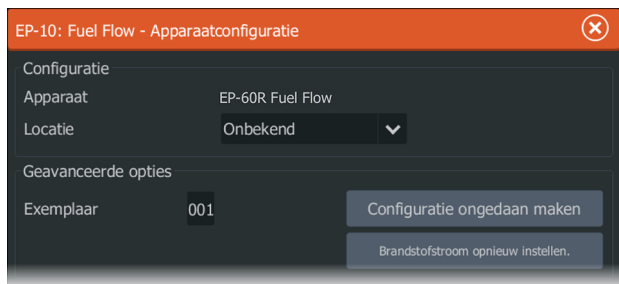 EP-10: Fuel Flow - Apparaatconfiguratie
Configuratie
Apparaat EP-60R Fuel Flow
Locatie Onbekend
Geavanceerde opties
Exemplaar 001 Configuratie ongedaan maken
Brandstofstroom opnieuw instellen.